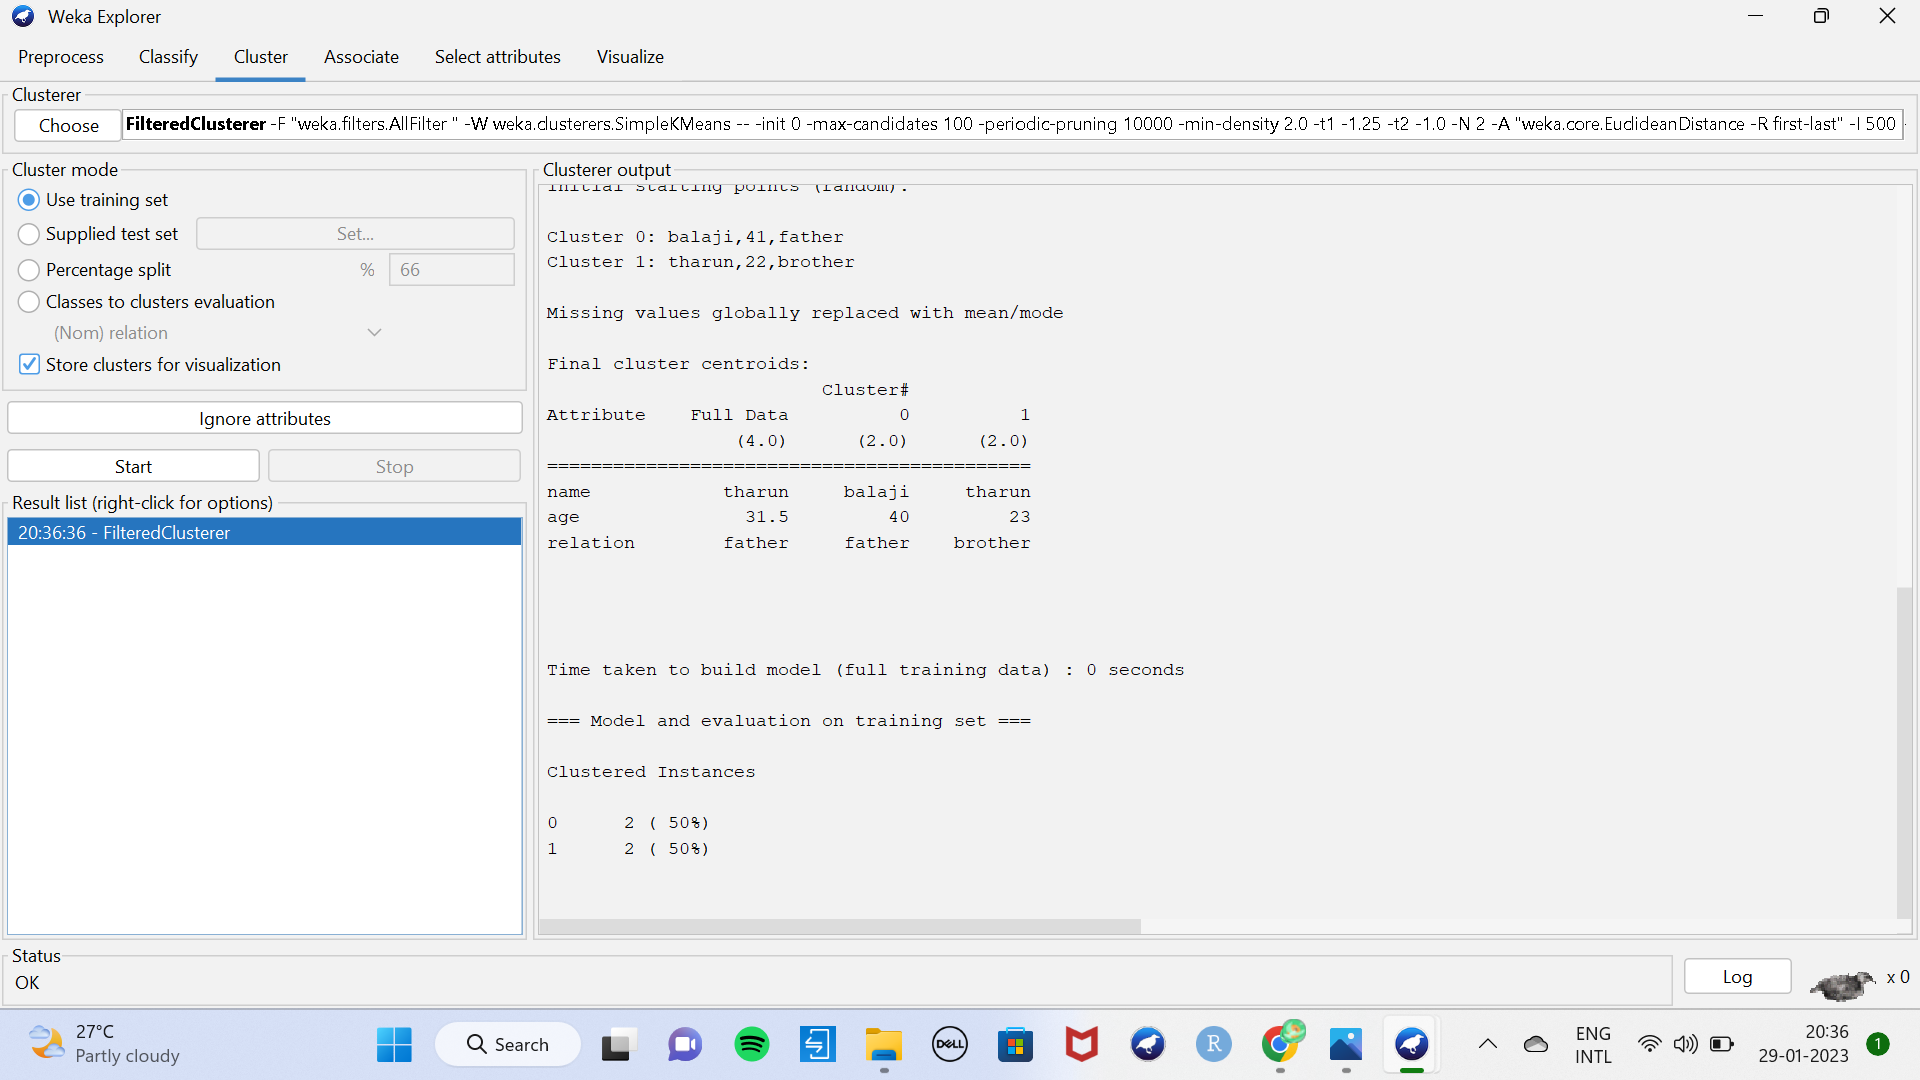 Weka Explorer
Preprocess Classify Cluster Associate Select attributes Visualize
Clusterer
Choose FilteredClusterer -F "weka.filters.AllFilter " -W weka.clusterers.SimpleKMeans -- -init 0 -max-candidates 100 -periodic-pruning 10000 -min-density 2.0 -t1 -1.25 -t2 -1.0 -N 2 -A "weka.core.EuclideanDistance -R first-last" -I 500
Cluster mode
Use training set
Supplied test set Set...
Percentage split % 66
Classes to clusters evaluation
(Nom) relation
Store clusters for visualization
Ignore attributes
Start Stop
Result list (right-click for options)
20:36:36 - FilteredClusterer
Clusterer output
Initial starting points (random):
Cluster 0: balaji,41,father
Cluster 1: tharun,22,brother
Missing values globally replaced with mean/mode
Final cluster centroids:
Cluster#
Attribute Full Data 0 1
(4.0) (2.0) (2.0)
============================================
name tharun balaji tharun
age 31.5 40 23
relation father father brother
Time taken to build model (full training data) : 0 seconds
=== Model and evaluation on training set ===
Clustered Instances
0 2 ( 50%)
1 2 ( 50%)
Status
OK
Log x 0
27°C
Partly cloudy
Search
DELL
R
ENG
INTL
20:36
29-01-2023
1